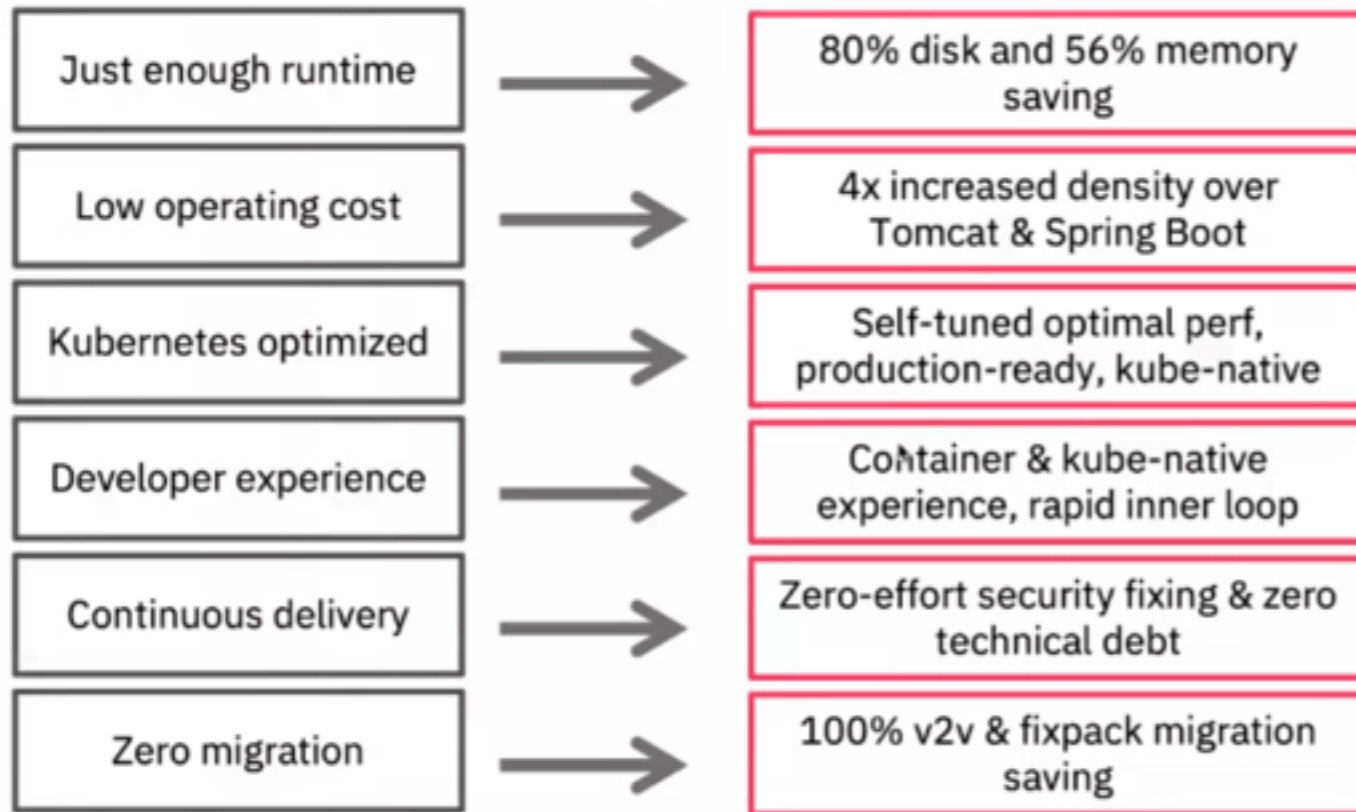 Just enough runtime
80% disk and 56% memory
saving
Low operating cost
4x increased density over
Tomcat & Spring Boot
Kubernetes optimized
Self-tuned optimal perf,
production-ready, kube-native
Developer experience
Container & kube-native
experience, rapid inner loop
Continuous delivery
Zero-effort security fixing & zero
technical debt
Zero migration
100% v2v & fixpack migration
saving